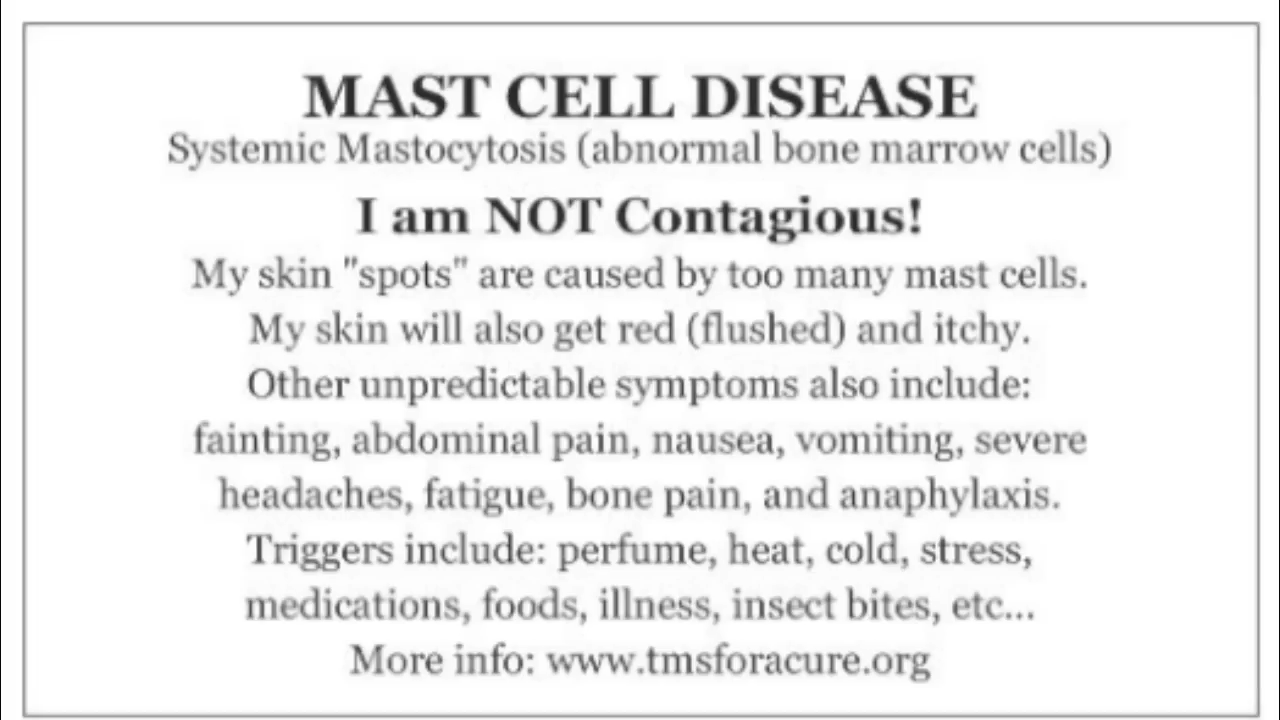 MAST CELL DISEASE
Systemic Mastocytosis (abnormal bone marrow cells)
I am NOT Contagious!
My skin "spots" are caused by too many mast cells.
My skin will also get red (flushed) and itchy.
Other unpredictable symptoms also include:
fainting, abdominal pain, nausea, vomiting, severe
headaches, fatigue, bone pain, and anaphylaxis.
Triggers include: perfume, heat, cold, stress,
medications, foods, illness, insect bites, etc...
More info: www.tmsforacure.org